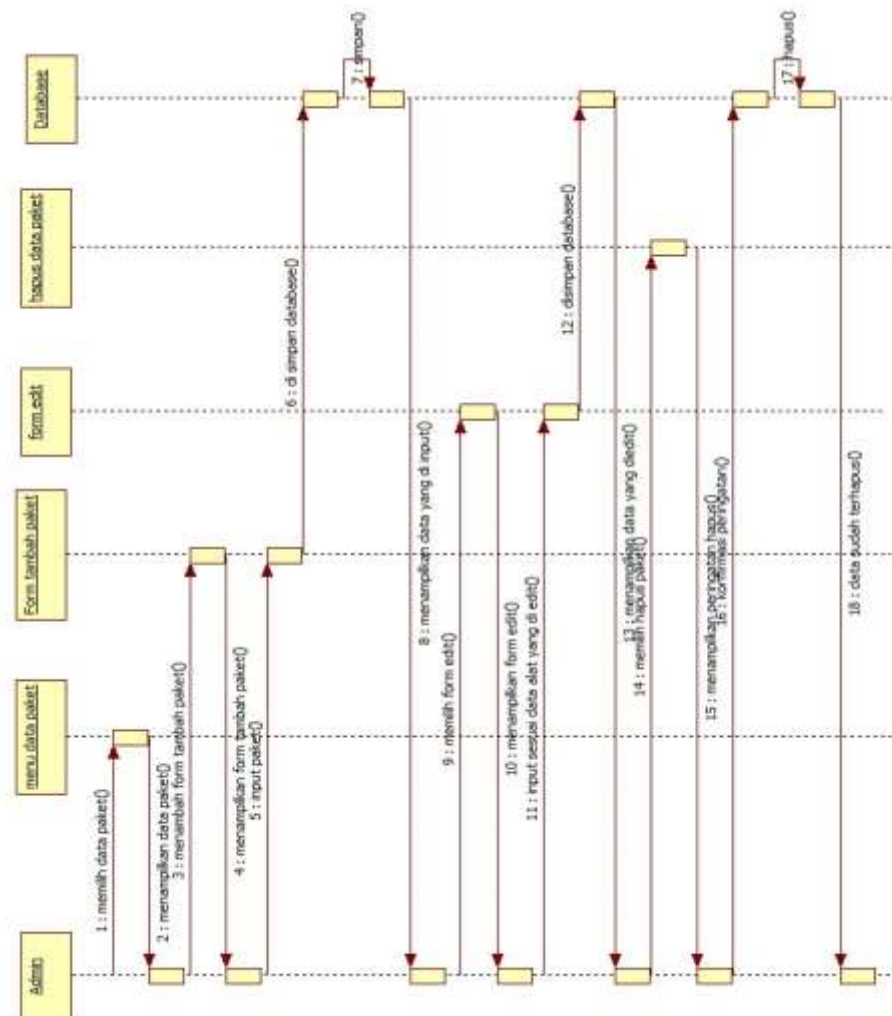 Admin
menu data paket
Form tambah paket
form edit
hapus data paket
Database
1 : memilih data paket()
2 : menampilkan data paket()
3 : menambah form tambah paket()
4 : menampilkan form tambah paket()
5 : input paket()
6 : di simpan database()
7 : simpan()
8 : menampilkan data yang di input()
9 : memilih form edit()
10 : menampilkan form edit()
11 : input sesuai data alat yang di edit()
12 : disimpan database()
13 : menampilkan data yang diedit()
14 : memilih hapus paket()
15 : menampilkan peringatan hapus()
16 : konfirmasi peringatan()
17 : hapus()
18 : data sudah terhapus()